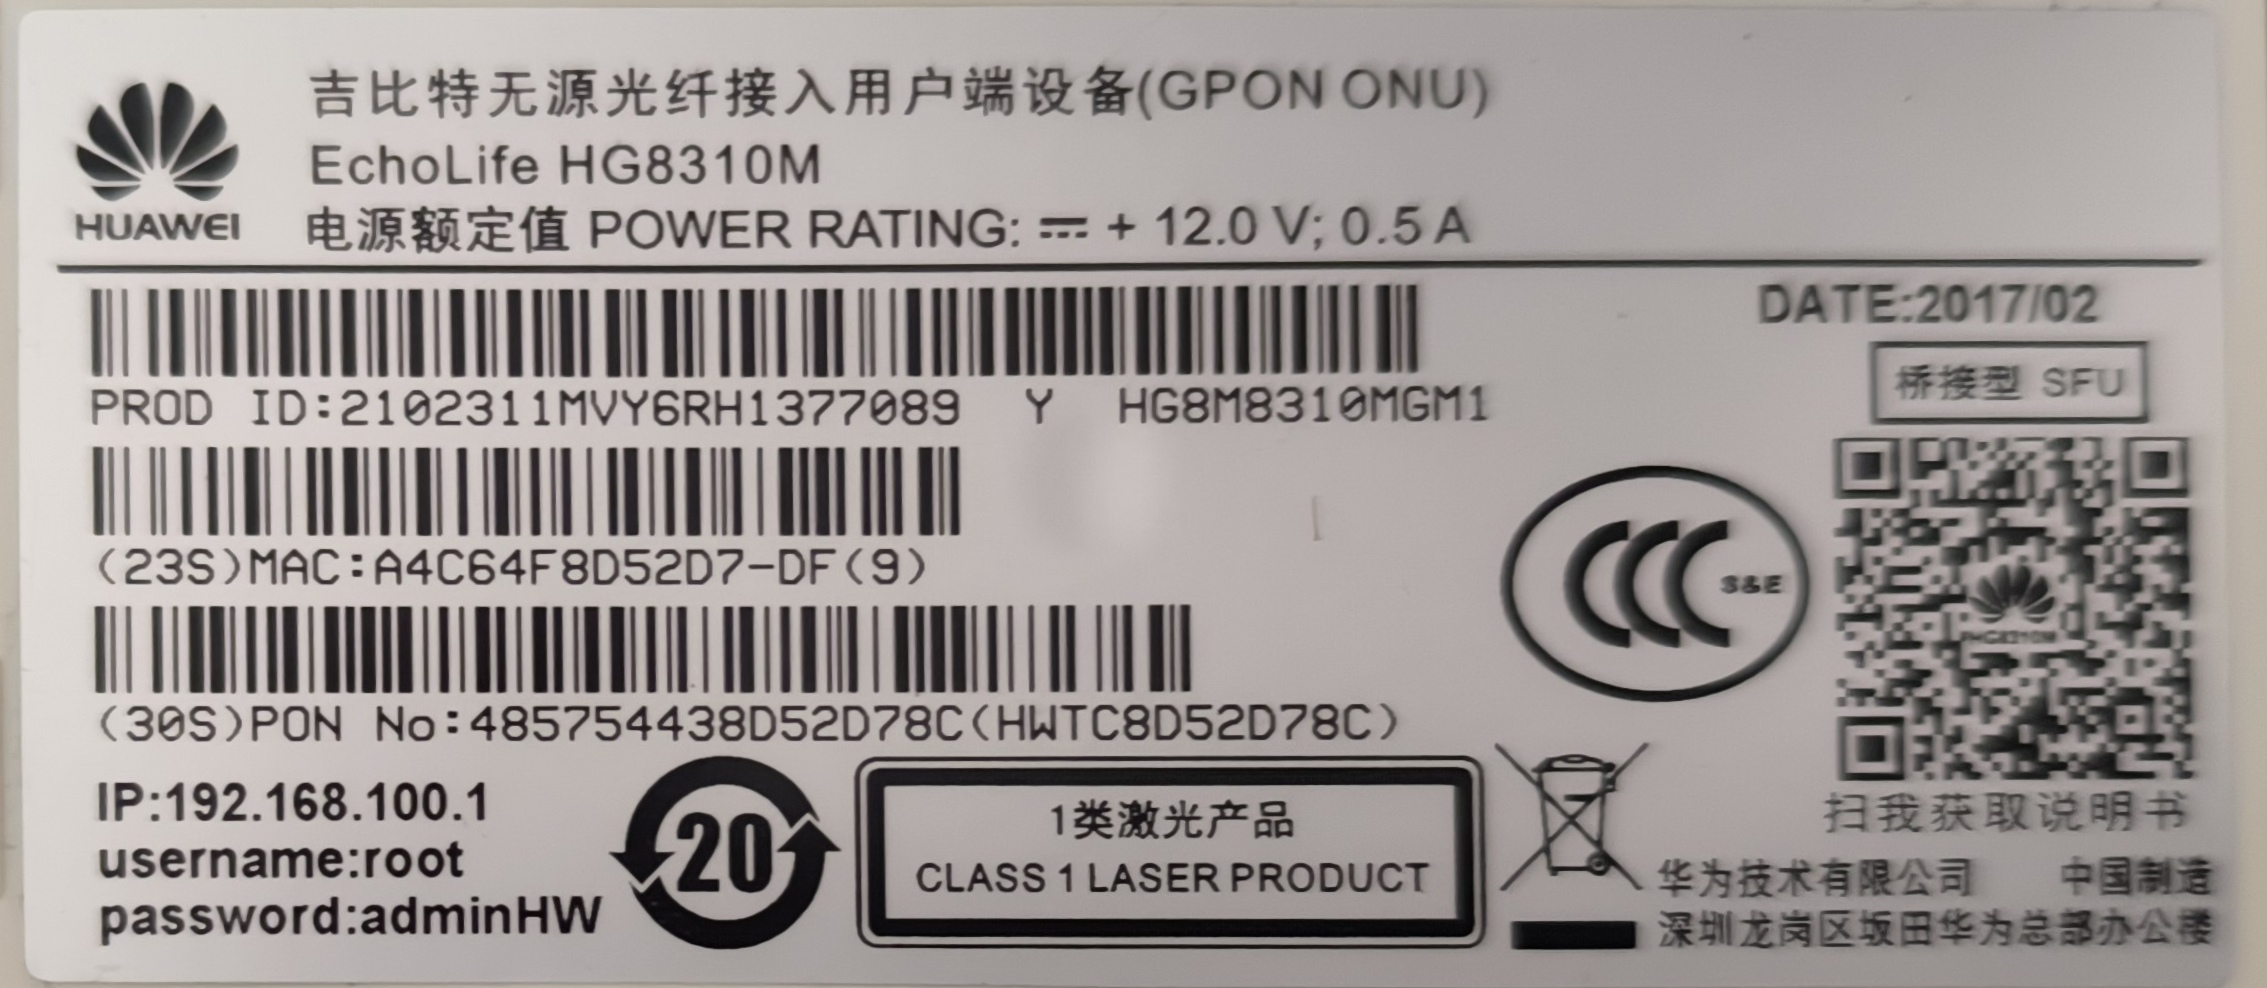 吉比特无源光纤接入用户端设备(GPON ONU)
EchoLife HG8310M
HUAWEI
电源额定值 POWER RATING: ⎓ + 12.0 V; 0.5 A
DATE:2017/02
桥接型 SFU
PROD ID:2102311MVY6RH1377089 Y HG8M8310MGM1
(23S)MAC:A4C64F8D52D7-DF(9)
S&E
HG8310M
(30S)PON No:485754438D52D78C(HWTC8D52D78C)
扫我获取说明书
IP:192.168.100.1
username:root
password:adminHW
20
1类激光产品
CLASS 1 LASER PRODUCT
华为技术有限公司 中国制造
深圳龙岗区坂田华为总部办公楼